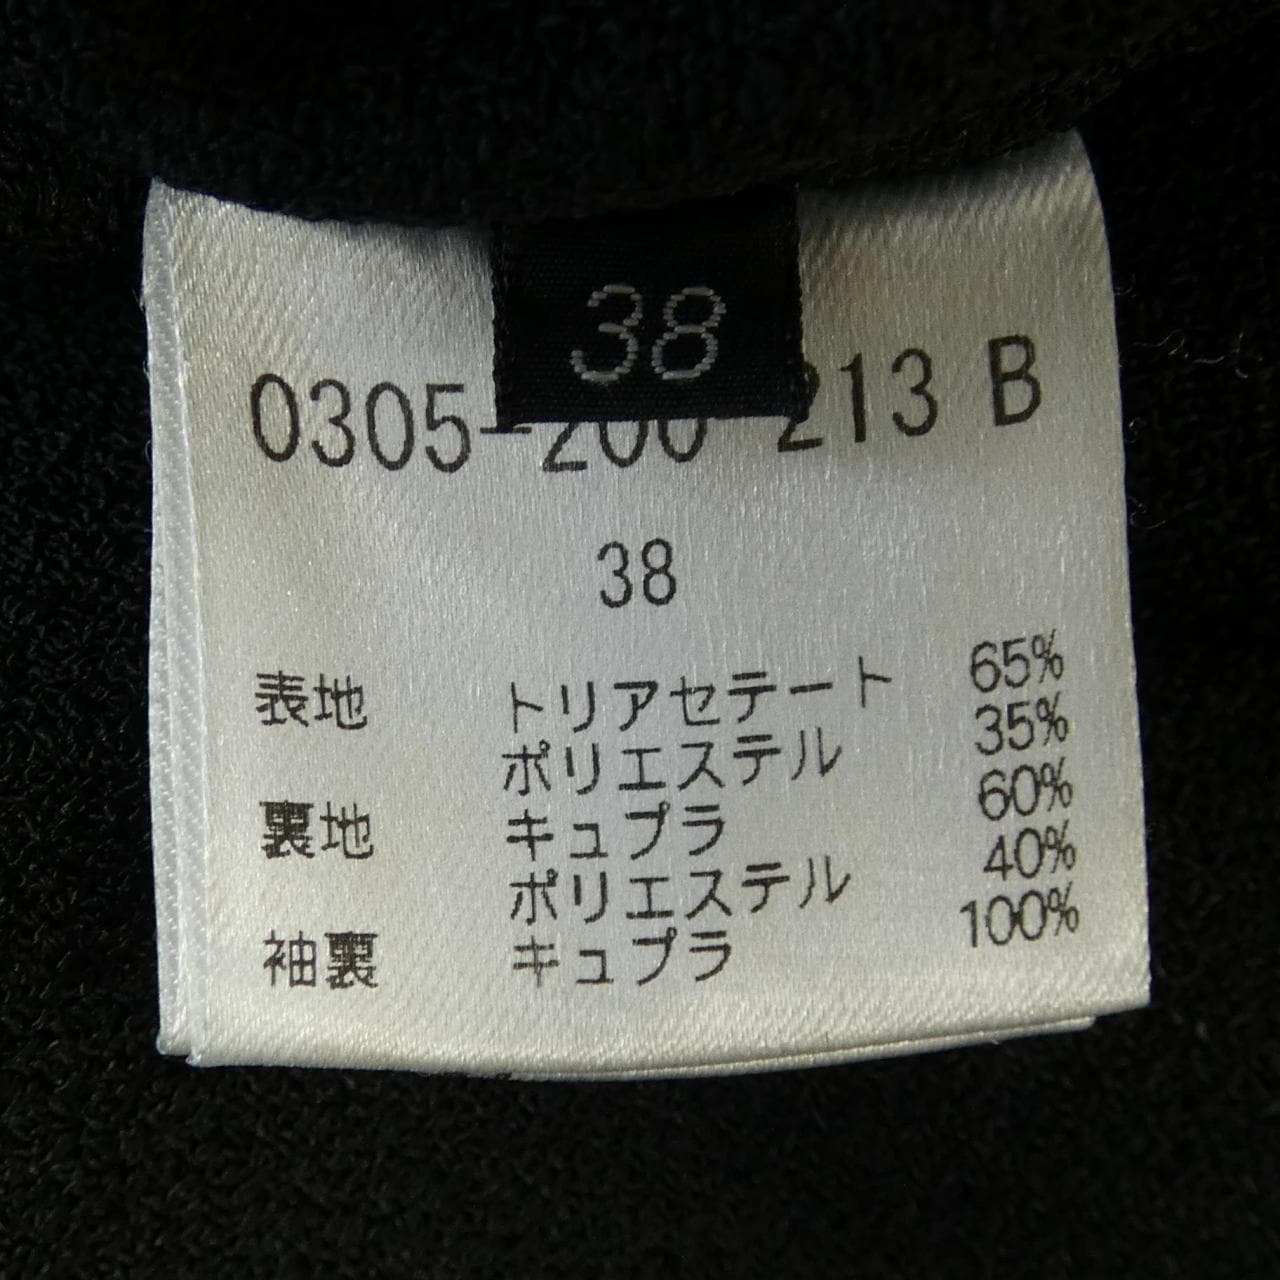 38
0305-200-213 B
38
表地 トリアセテート 65%
ポリエステル 35%
裏地 キュプラ 60%
ポリエステル 40%
袖裏 キュプラ 100%